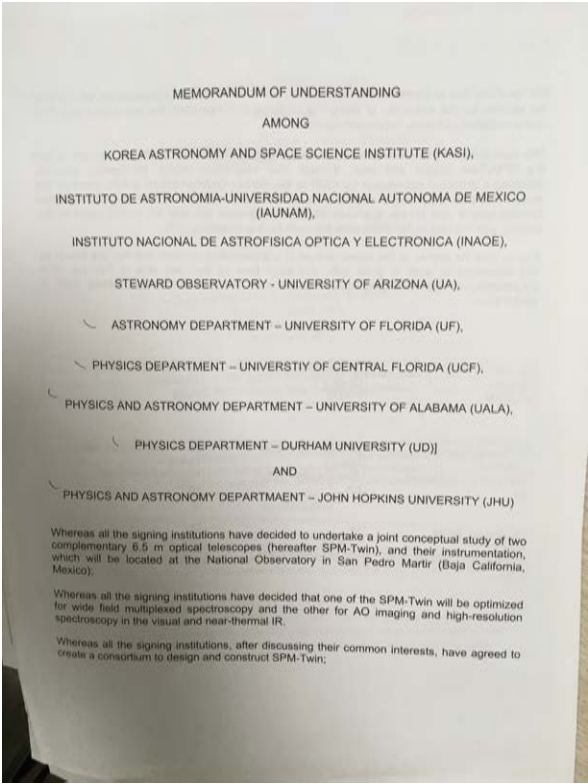 MEMORANDUM OF UNDERSTANDING
AMONG
KOREA ASTRONOMY AND SPACE SCIENCE INSTITUTE (KASI),
INSTITUTO DE ASTRONOMIA-UNIVERSIDAD NACIONAL AUTONOMA DE MEXICO
(IAUNAM),
INSTITUTO NACIONAL DE ASTROFISICA OPTICA Y ELECTRONICA (INAOE),
STEWARD OBSERVATORY - UNIVERSITY OF ARIZONA (UA),
ASTRONOMY DEPARTMENT – UNIVERSITY OF FLORIDA (UF),
PHYSICS DEPARTMENT – UNIVERSTIY OF CENTRAL FLORIDA (UCF),
PHYSICS AND ASTRONOMY DEPARTMENT – UNIVERSITY OF ALABAMA (UALA),
PHYSICS DEPARTMENT – DURHAM UNIVERSITY (UD)]
AND
PHYSICS AND ASTRONOMY DEPARTMAENT – JOHN HOPKINS UNIVERSITY (JHU)
Whereas all the signing institutions have decided to undertake a joint conceptual study of two
complementary 6.5 m optical telescopes (hereafter SPM-Twin), and their instrumentation,
which will be located at the National Observatory in San Pedro Martir (Baja California,
Mexico);
Whereas all the signing institutions have decided that one of the SPM-Twin will be optimized
for wide field multiplexed spectroscopy and the other for AO imaging and high-resolution
spectroscopy in the visual and near-thermal IR.
Whereas all the signing institutions, after discussing their common interests, have agreed to
create a consortium to design and construct SPM-Twin;